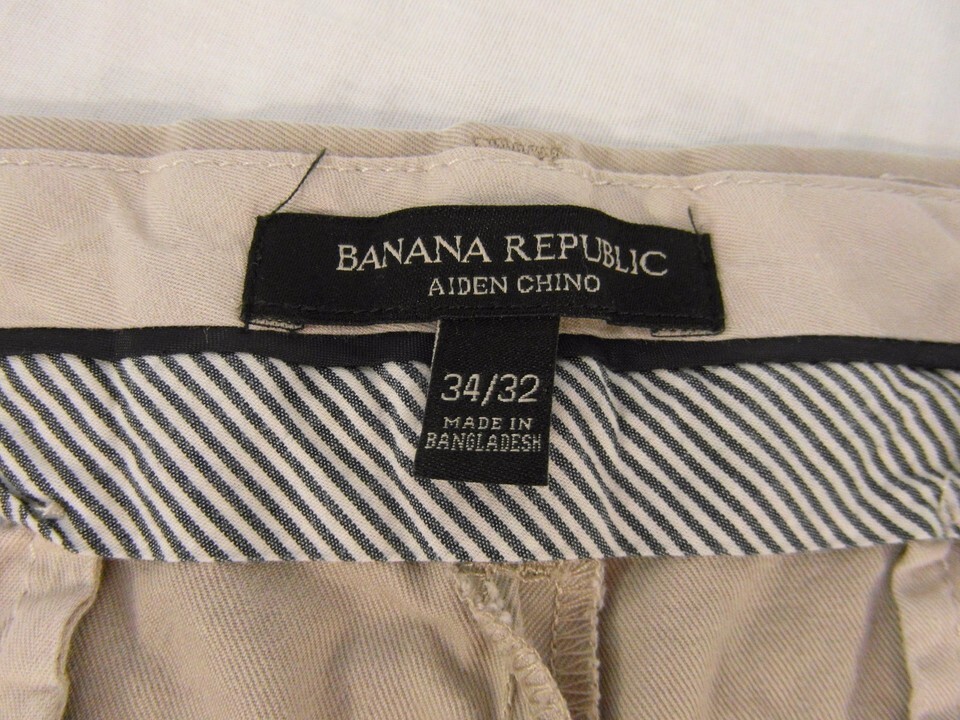 BANANA REPUBLIC
AIDEN CHINO
34/32
MADE IN
BANGLADESH